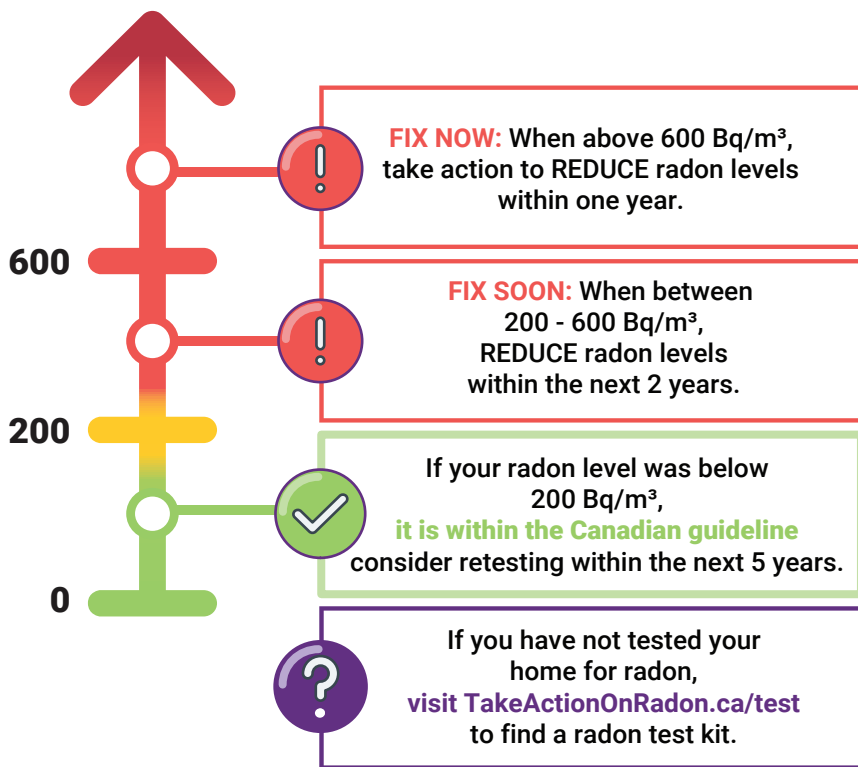 FIX NOW: When above 600 Bq/m³,
take action to REDUCE radon levels
within one year.
600
FIX SOON: When between
200 - 600 Bq/m³,
REDUCE radon levels
within the next 2 years.
200
If your radon level was below
200 Bq/m³,
it is within the Canadian guideline
consider retesting within the next 5 years.
0
If you have not tested your
home for radon,
visit TakeActionOnRadon.ca/test
to find a radon test kit.